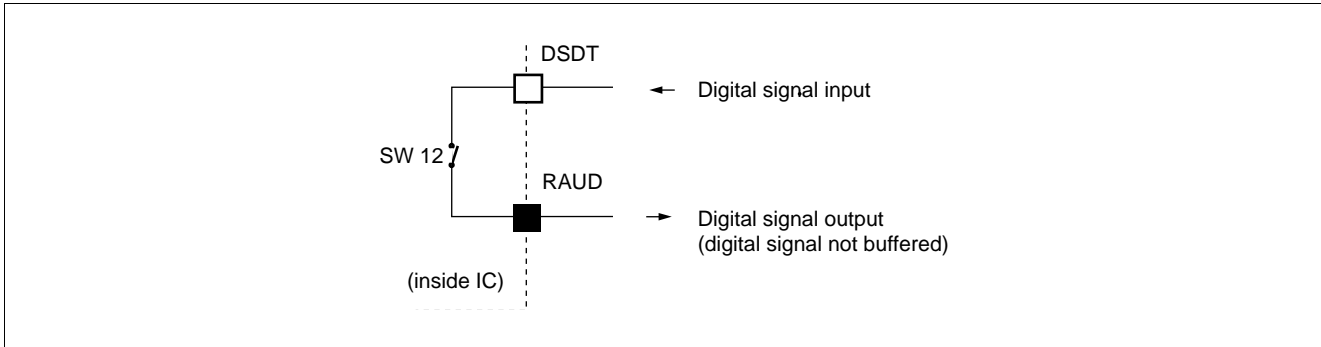 DSDT
Digital signal input
SW 12
RAUD
Digital signal output
(digital signal not buffered)
(inside IC)